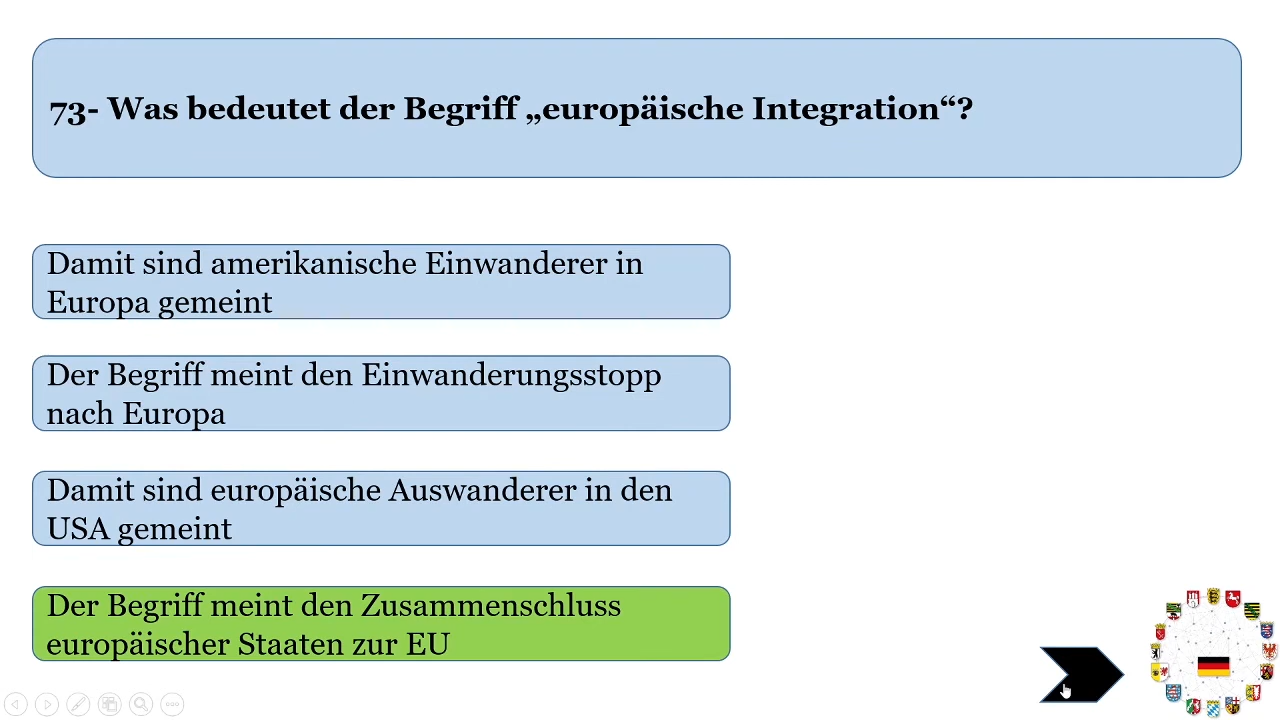 73- Was bedeutet der Begriff „europäische Integration“?
Damit sind amerikanische Einwanderer in
Europa gemeint
Der Begriff meint den Einwanderungsstopp
nach Europa
Damit sind europäische Auswanderer in den
USA gemeint
Der Begriff meint den Zusammenschluss
europäischer Staaten zur EU